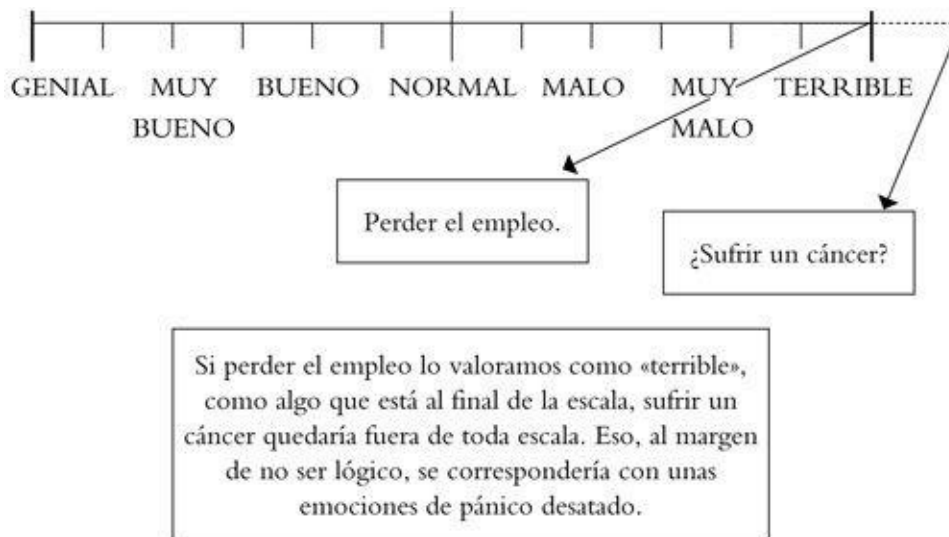 GENIAL MUY BUENO NORMAL MALO MUY TERRIBLE
BUENO MALO
Perder el empleo.
¿Sufrir un cáncer?
Si perder el empleo lo valoramos como «terrible»,
como algo que está al final de la escala, sufrir un
cáncer quedaría fuera de toda escala. Eso, al margen
de no ser lógico, se correspondería con unas
emociones de pánico desatado.